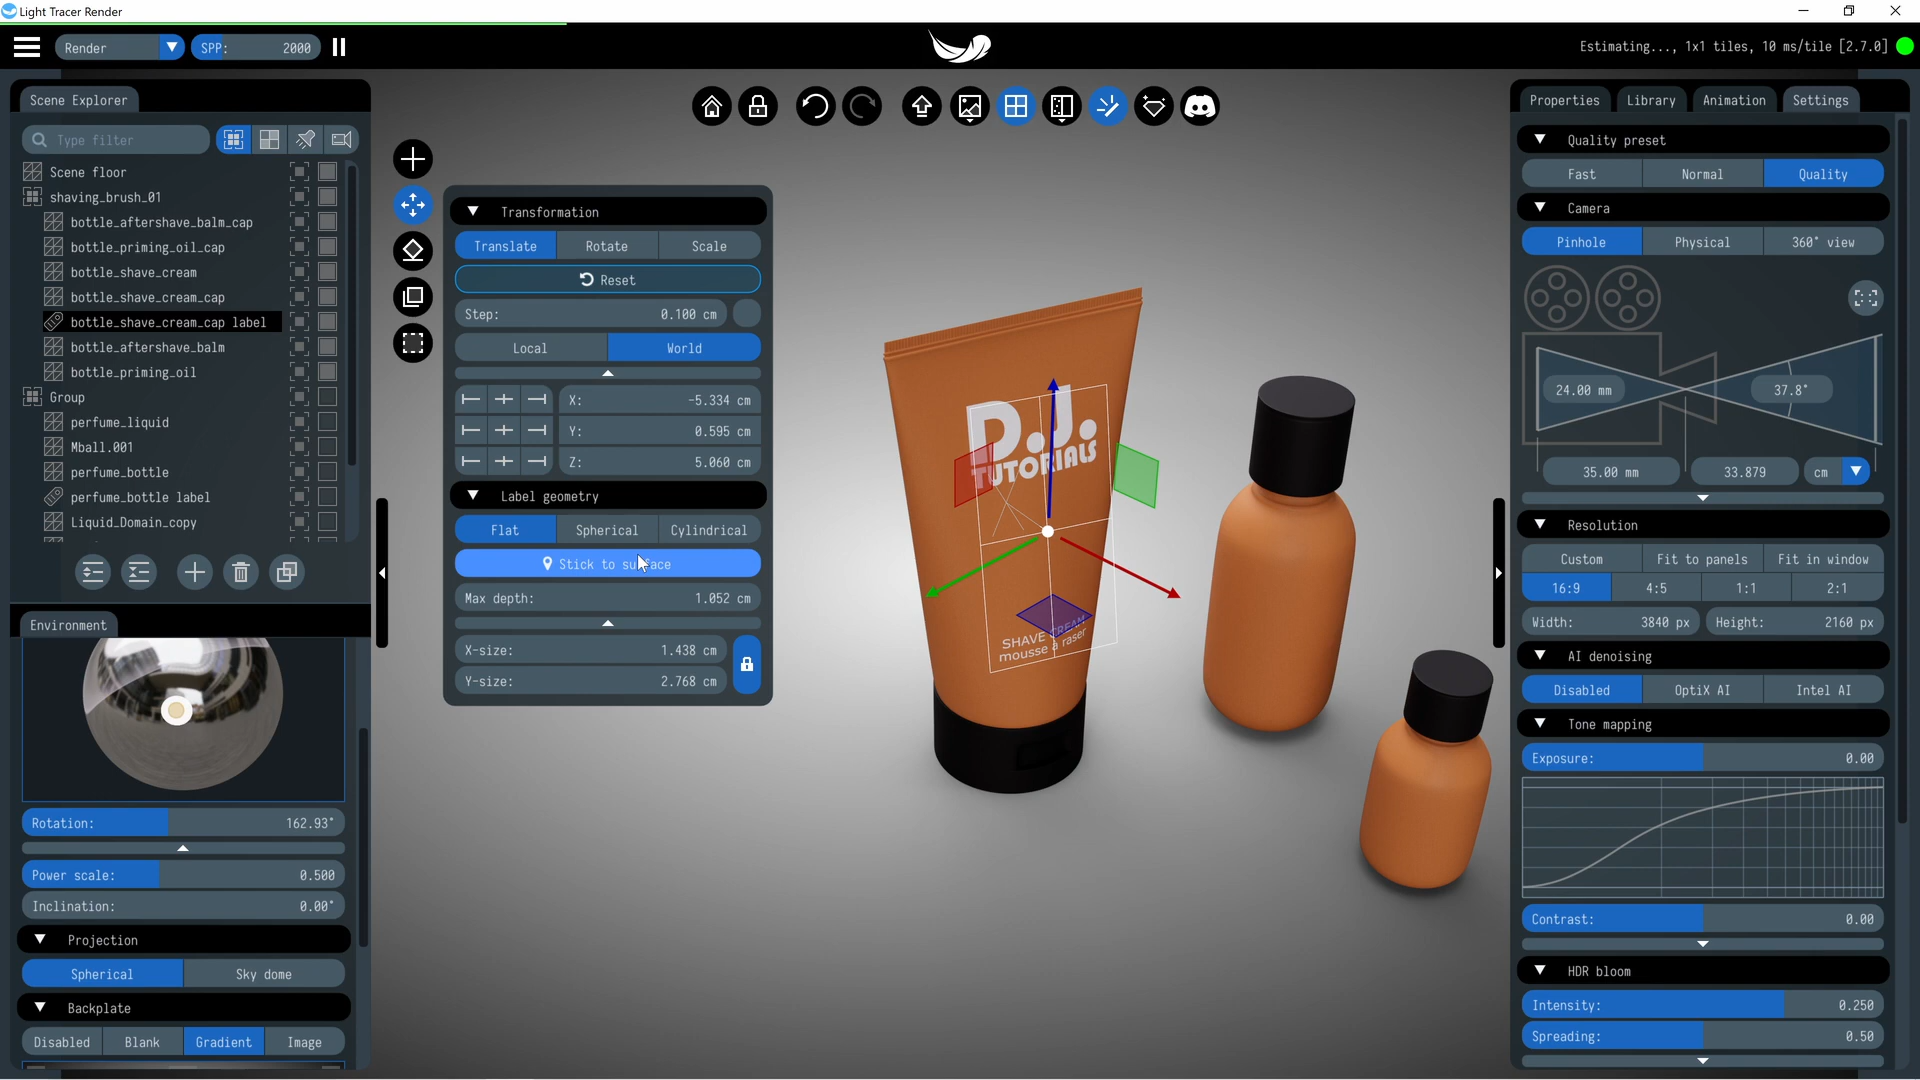 Light Tracer Render
Render
SPP: 2000
Estimating..., 1x1 tiles, 10 ms/tile [2.7.0]
Scene Explorer
Type filter
Scene floor
shaving_brush_01
bottle_aftershave_balm_cap
bottle_priming_oil_cap
bottle_shave_cream
bottle_shave_cream_cap
bottle_shave_cream_cap label
bottle_aftershave_balm
bottle_priming_oil
Group
perfume_liquid
Mball.001
perfume_bottle
perfume_bottle label
Liquid_Domain_copy
Environment
Rotation: 162.93°
Power scale: 0.500
Inclination: 0.00°
Projection
Spherical Sky dome
Backplate
Disabled Blank Gradient Image
Transformation
Translate Rotate Scale
Reset
Step: 0.100 cm
Local World
X: -5.334 cm
Y: 0.595 cm
Z: 5.060 cm
Label geometry
Flat Spherical Cylindrical
Stick to surface
Max depth: 1.052 cm
X-size: 1.438 cm
Y-size: 2.768 cm
D.J.
TUTORIALS
SHAVE CREAM
mousse à raser
Properties Library Animation Settings
Quality preset
Fast Normal Quality
Camera
Pinhole Physical 360° view
24.00 mm 37.8°
35.00 mm 33.879 cm
Resolution
Custom Fit to panels Fit in window
16:9 4:5 1:1 2:1
Width: 3840 px Height: 2160 px
AI denoising
Disabled OptiX AI Intel AI
Tone mapping
Exposure: 0.00
Contrast: 0.00
HDR bloom
Intensity: 0.250
Spreading: 0.50